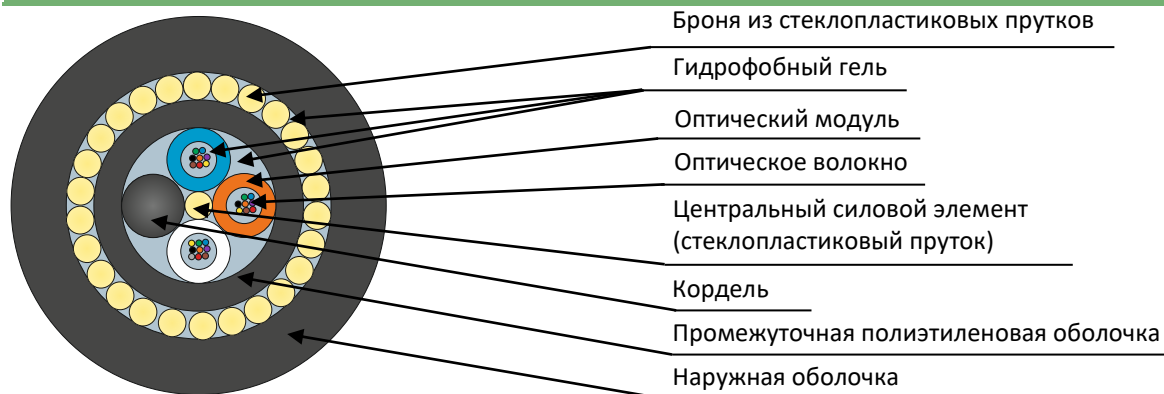 Броня из стеклопластиковых прутков
Гидрофобный гель
Оптический модуль
Оптическое волокно
Центральный силовой элемент
(стеклопластиковый пруток)
Кордель
Промежуточная полиэтиленовая оболочка
Наружная оболочка